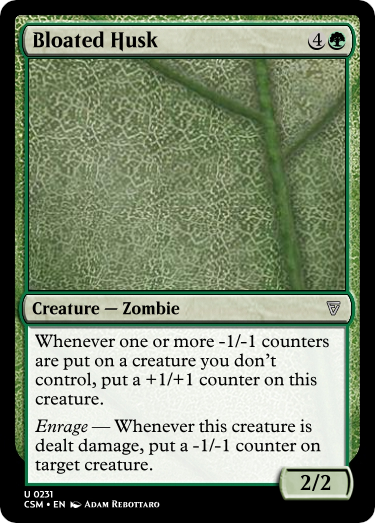 Bloated Husk 4
Creature — Zombie
Whenever one or more -1/-1 counters
are put on a creature you don't
control, put a +1/+1 counter on this
creature.
Enrage — Whenever this creature is
dealt damage, put a -1/-1 counter on
target creature.
2/2
U 0231
CSM • EN Adam Rebottaro